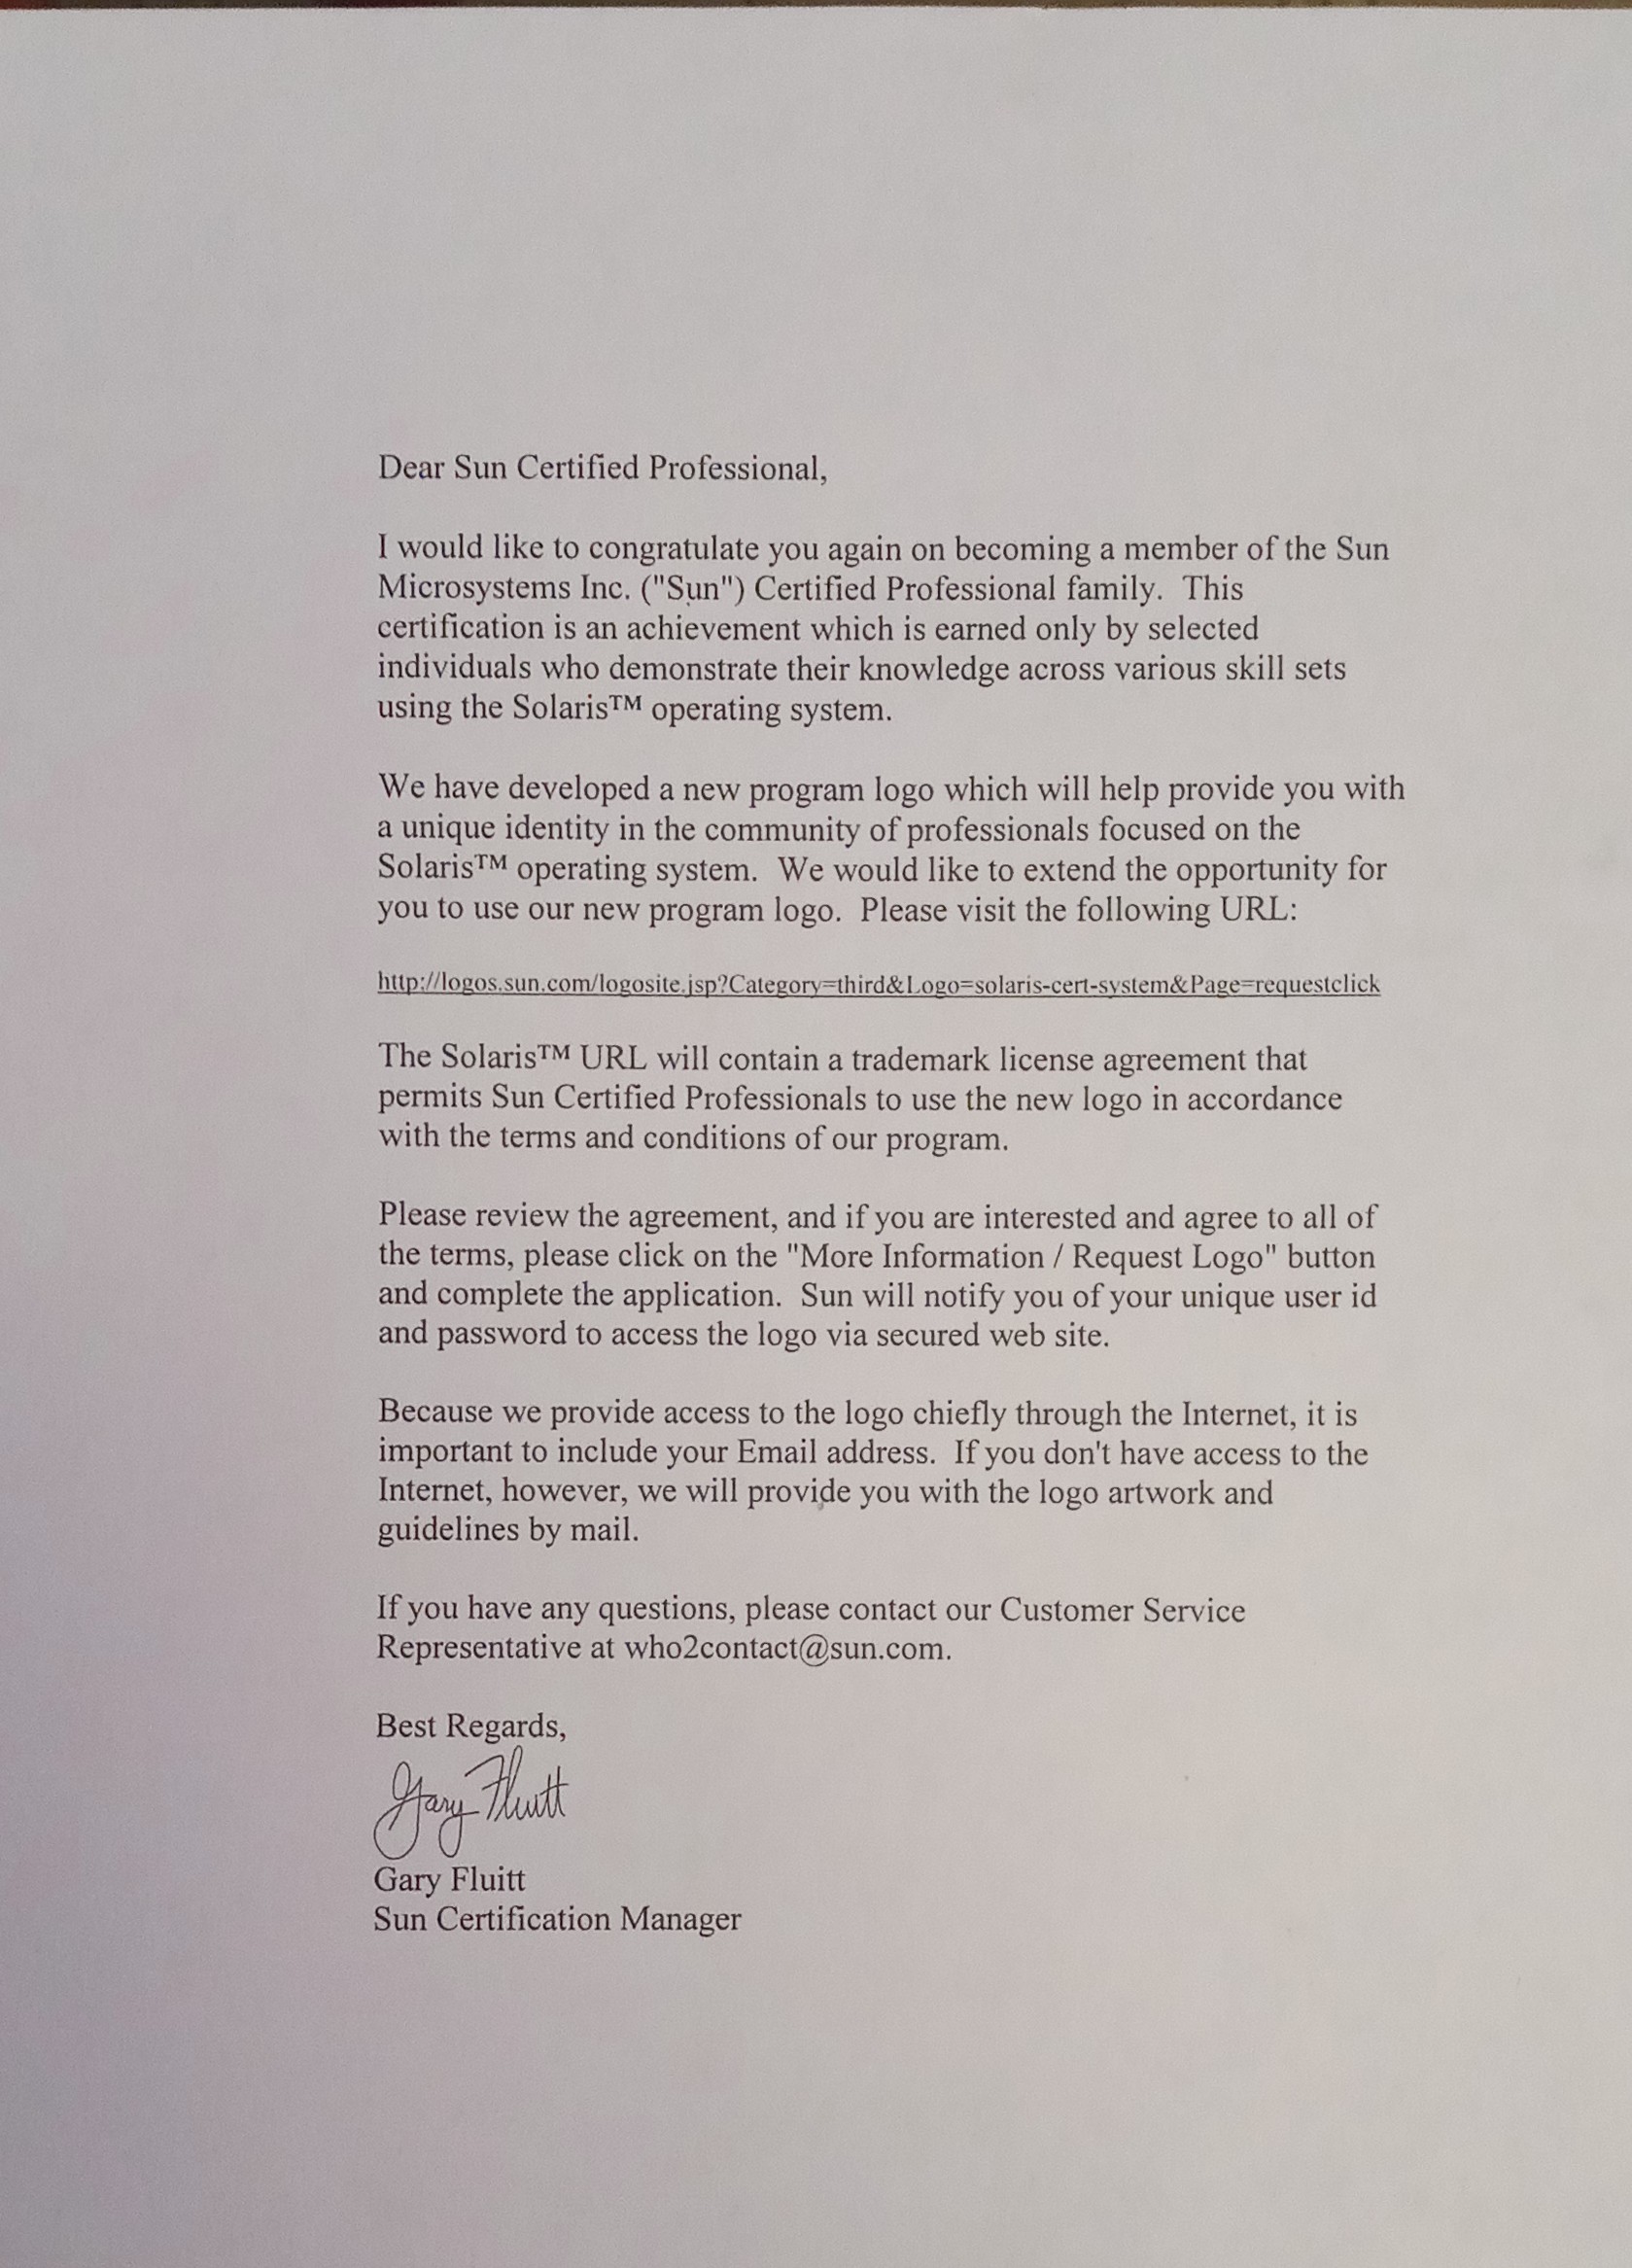 Dear Sun Certified Professional,
I would like to congratulate you again on becoming a member of the Sun
Microsystems Inc. ("Sun") Certified Professional family.  This
certification is an achievement which is earned only by selected
individuals who demonstrate their knowledge across various skill sets
using the Solaris™ operating system.
We have developed a new program logo which will help provide you with
a unique identity in the community of professionals focused on the
Solaris™ operating system.  We would like to extend the opportunity for
you to use our new program logo.  Please visit the following URL:
http://logos.sun.com/logosite.jsp?Category=third&Logo=solaris-cert-system&Page=requestclick
The Solaris™ URL will contain a trademark license agreement that
permits Sun Certified Professionals to use the new logo in accordance
with the terms and conditions of our program.
Please review the agreement, and if you are interested and agree to all of
the terms, please click on the "More Information / Request Logo" button
and complete the application.  Sun will notify you of your unique user id
and password to access the logo via secured web site.
Because we provide access to the logo chiefly through the Internet, it is
important to include your Email address.  If you don't have access to the
Internet, however, we will provide you with the logo artwork and
guidelines by mail.
If you have any questions, please contact our Customer Service
Representative at who2contact@sun.com.
Best Regards,
Gary Fluitt
Gary Fluitt
Sun Certification Manager